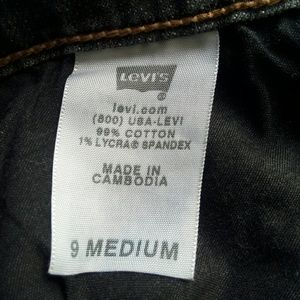 LEVI'S
®
levi.com
(800) USA-LEVI
99% COTTON
1% LYCRA® SPANDEX
MADE IN
CAMBODIA
9 MEDIUM